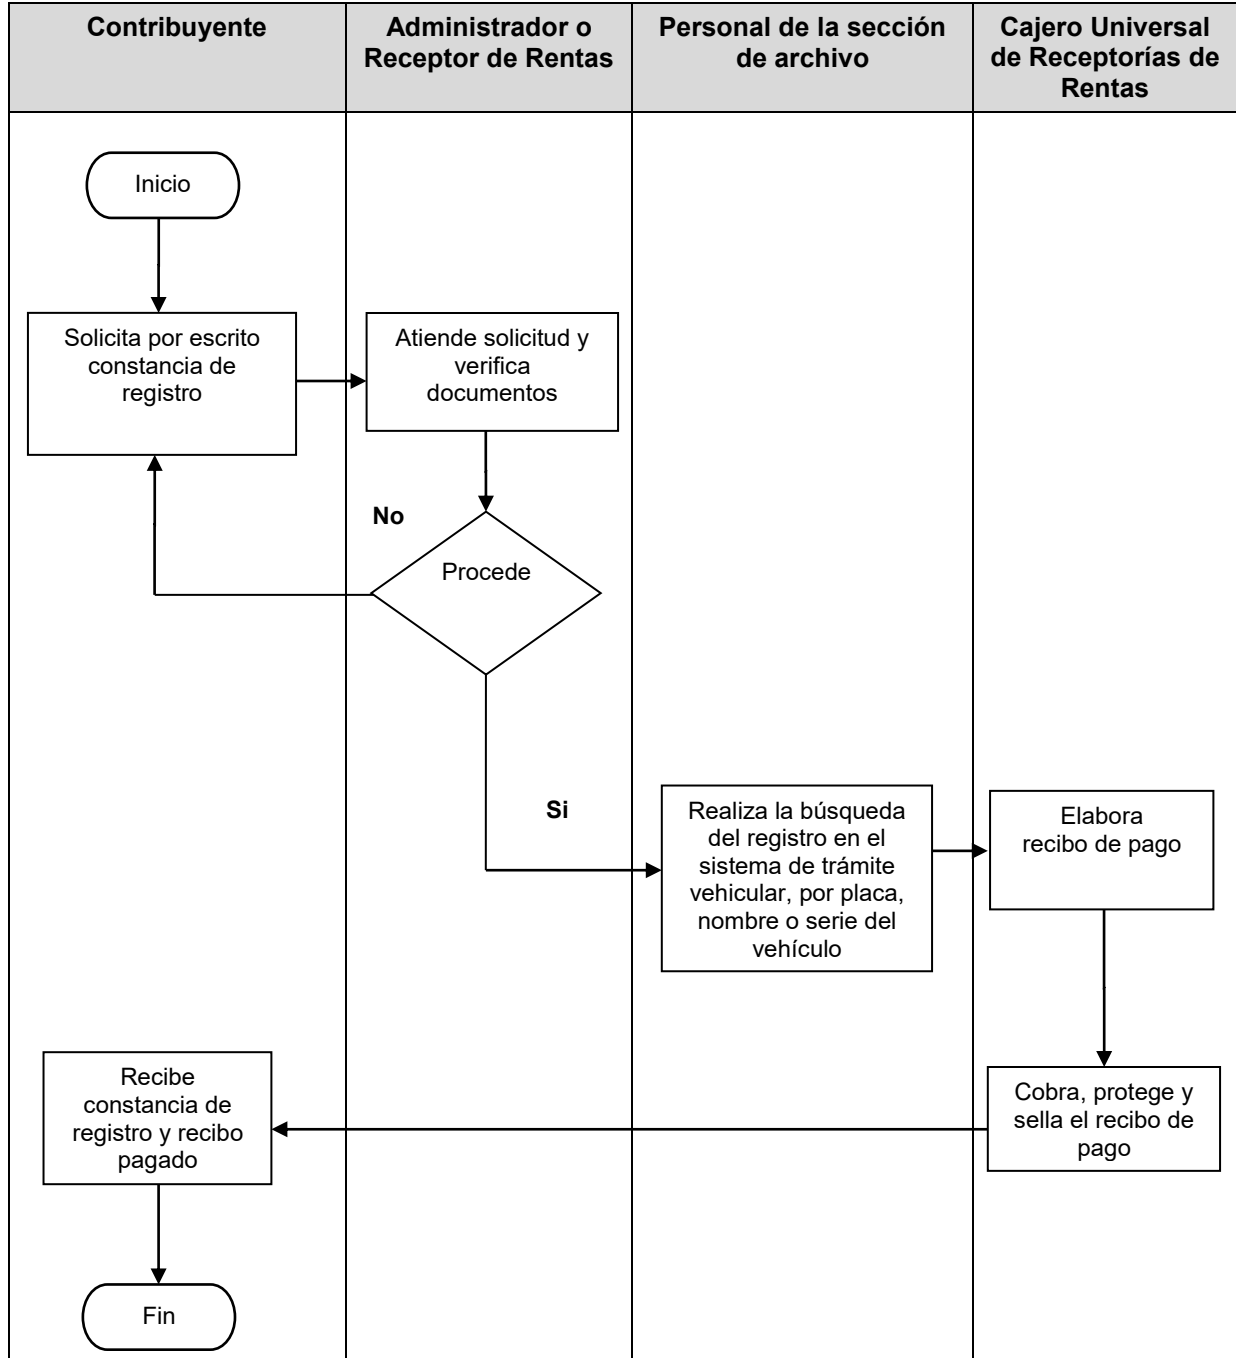 Contribuyente
Administrador o
Receptor de Rentas
Personal de la sección
de archivo
Cajero Universal
de Receptorías de
Rentas
Inicio
Solicita por escrito
constancia de
registro
Atiende solicitud y
verifica
documentos
No
Procede
Si
Realiza la búsqueda
del registro en el
sistema de trámite
vehicular, por placa,
nombre o serie del
vehículo
Elabora
recibo de pago
Cobra, protege y
sella el recibo de
pago
Recibe
constancia de
registro y recibo
pagado
Fin